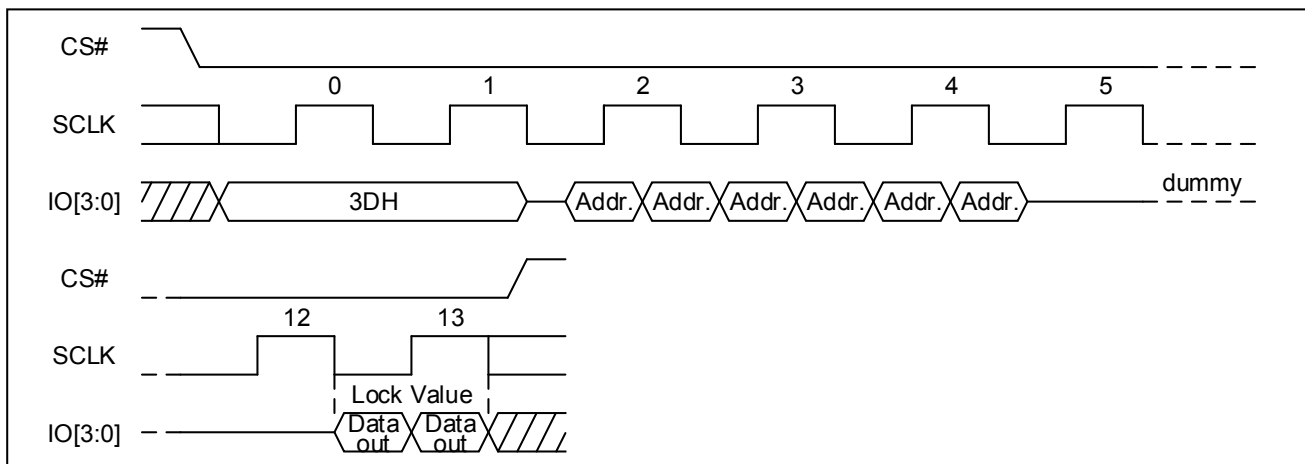 CS#
0 1 2 3 4 5
SCLK
IO[3:0] 3DH Addr. Addr. Addr. Addr. Addr. Addr. dummy
CS#
12 13
SCLK
Lock Value
IO[3:0] Data out Data out